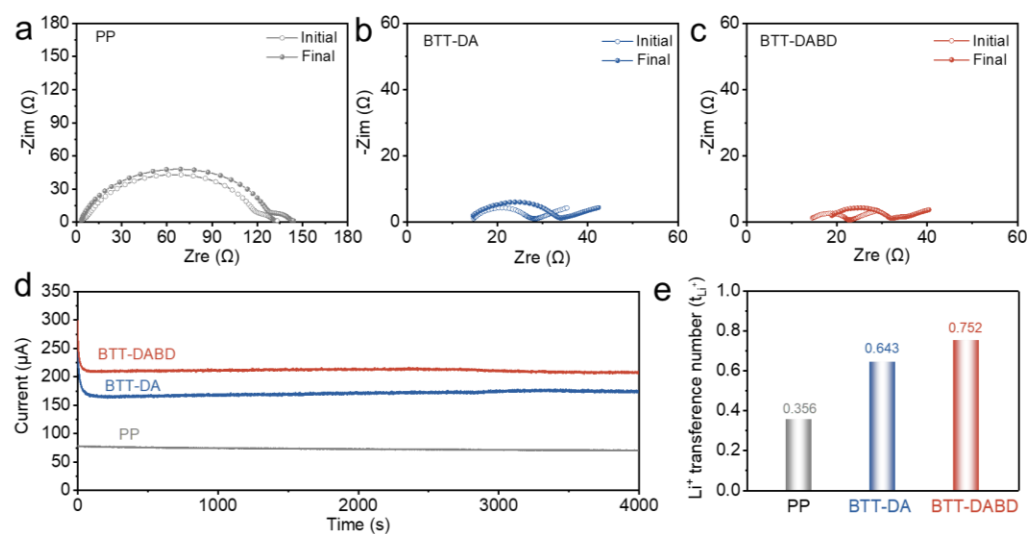 a
PP
Initial
Final
180
150
120
90
60
30
0
-Zim (Ω)
0 30 60 90 120 150 180
Zre (Ω)
b
BTT-DA
Initial
Final
60
40
20
0
-Zim (Ω)
0 20 40 60
Zre (Ω)
c
BTT-DABD
Initial
Final
60
40
20
0
-Zim (Ω)
0 20 40 60
Zre (Ω)
d
350
300
250
200
150
100
50
0
Current (μA)
BTT-DABD
BTT-DA
PP
0 1000 2000 3000 4000
Time (s)
e
1.0
0.8
0.6
0.4
0.2
0.0
Li⁺ transference number (t_Li⁺)
0.356
0.643
0.752
PP BTT-DA BTT-DABD